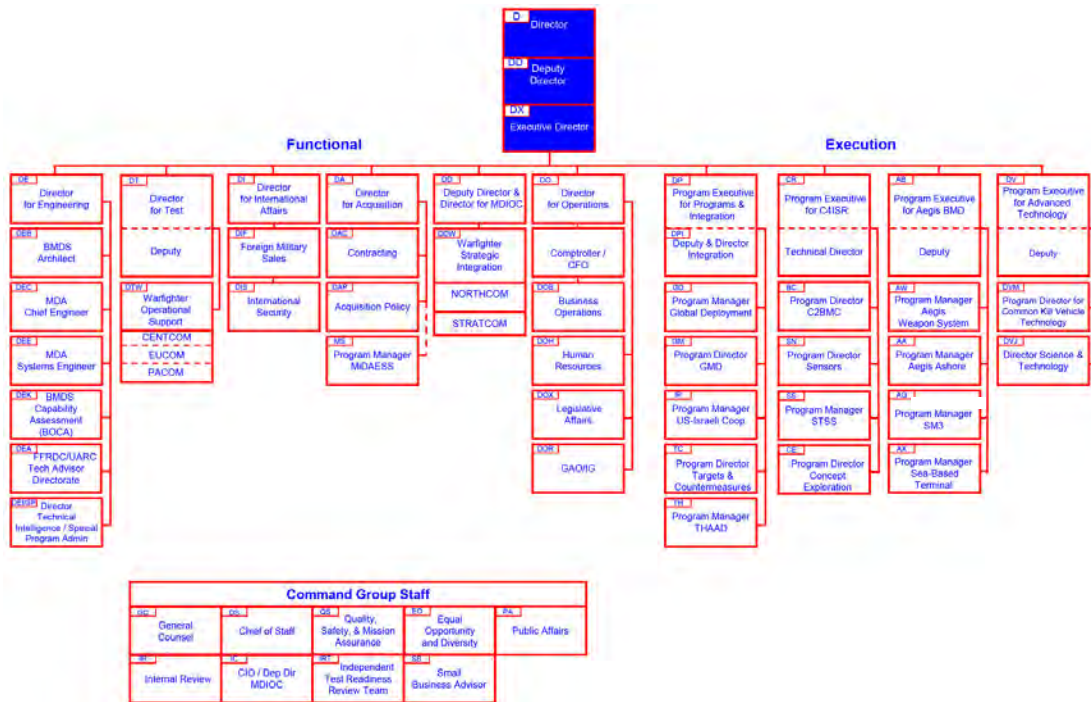 D
Director
DD
Deputy
Director
DX
Executive Director
Functional
Execution
DE
Director
for Engineering
DEB
BMDS
Architect
DEC
MDA
Chief Engineer
DEE
MDA
Systems Engineer
DEK
BMDS
Capability
Assessment
(BOCA)
DEA
FFRDC/UARC
Tech Advisor
Directorate
Director
Technical
Intelligence / Special
Program Admin
DT
Director
for Test
Deputy
DTW
Warfighter
Operational
Support
CENTCOM
EUCOM
PACOM
DI
Director
for International
Affairs
DIF
Foreign Military
Sales
DIS
International
Security
DA
Director
for Acquisition
DAC
Contracting
DAP
Acquisition Policy
MS
Program Manager
MiDAESS
DD
Deputy Director &
Director for MDIOC
DDW
Warfighter
Strategic
Integration
NORTHCOM
STRATCOM
DO
Director
for Operations
Comptroller /
CFO
DOB
Business
Operations
DOH
Human
Resources
DOX
Legislative
Affairs
DOR
GAO/IG
DP
Program Executive
for Programs &
Integration
DPI
Deputy & Director
Integration
GD
Program Manager
Global Deployment
GM
Program Director
GMD
IR
Program Manager
US-Israeli Coop
TC
Program Director
Targets &
Countermeasures
TH
Program Manager
THAAD
CR
Program Executive
for C4ISR
Technical Director
BC
Program Director
C2BMC
SN
Program Director
Sensors
SS
Program Manager
STSS
CE
Program Director
Concept
Exploration
AB
Program Executive
for Aegis BMD
Deputy
AW
Program Manager
Aegis
Weapon System
AA
Program Manager
Aegis Ashore
Program Manager
SM3
AX
Program Manager
Sea-Based
Terminal
DV
Program Executive
for Advanced
Technology
Deputy
DVM
Program Director for
Common Kill Vehicle
Technology
DVJ
Director Science &
Technology
Command Group Staff
GC
General
Counsel
DS
Chief of Staff
QS
Quality,
Safety, & Mission
Assurance
EO
Equal
Opportunity
and Diversity
PA
Public Affairs
Internal Review
IC
CIO / Dep Dir
MDIOC
IRT
Independent
Test Readiness
Review Team
SB
Small
Business Advisor